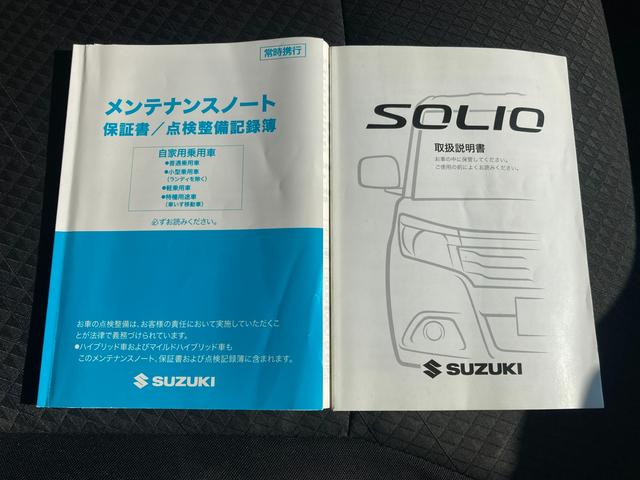 常時携行
メンテナンスノート
保証書／点検整備記録簿
自家用乗用車
●普通乗用車
●小型乗用車
(ランディを除く)
●軽乗用車
●特種用途車
(車いす移動車)
必ずお読みください。
お車の点検整備は、お客様の責任において実施していただくこ
とが法律で義務づけられています。
●ハイブリッド車およびマイルドハイブリッド車も
このメンテナンスノート、保証書および点検記録簿に含まれます。
SUZUKI
SOLIO
取扱説明書
お車の中に保管してください。
ご使用の前によくお読みください。
SUZUKI